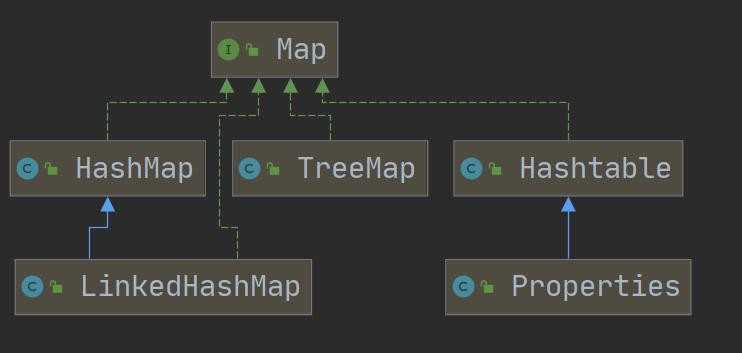 I Map
C HashMap
C TreeMap
C Hashtable
C LinkedHashMap
C Properties